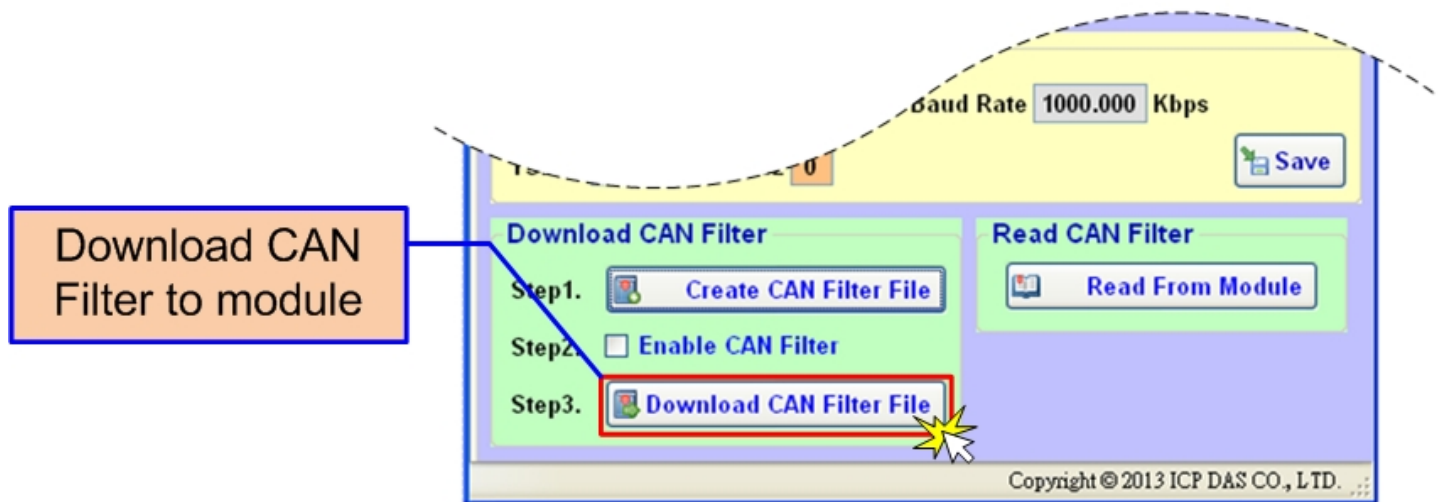 Baud Rate 1000.000 Kbps
0
Save
Download CAN
Filter to module
Download CAN Filter
Step1. Create CAN Filter File
Step2. Enable CAN Filter
Step3. Download CAN Filter File
Read CAN Filter
Read From Module
Copyright © 2013 ICP DAS CO., LTD.